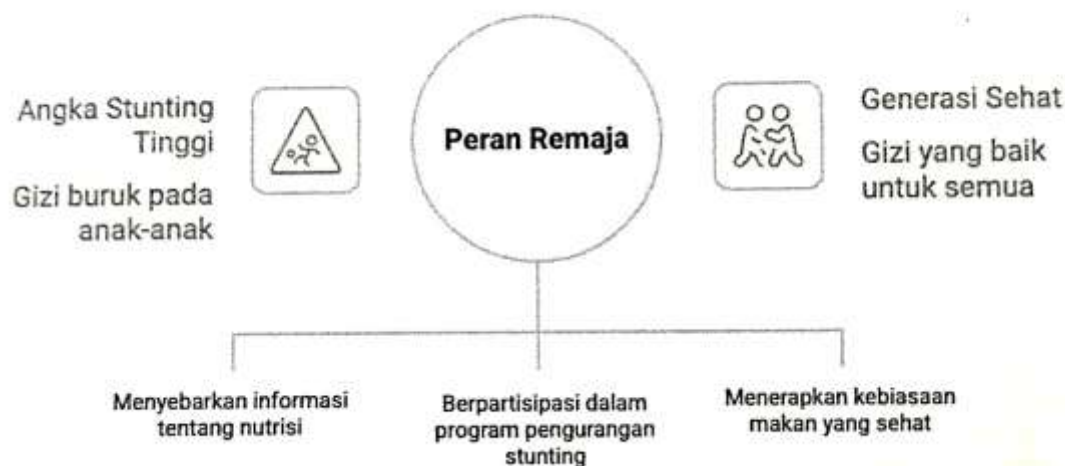 Angka Stunting
Tinggi
Gizi buruk pada
anak-anak
Peran Remaja
Generasi Sehat
Gizi yang baik
untuk semua
Menyebarkan informasi
tentang nutrisi
Berpartisipasi dalam
program pengurangan
stunting
Menerapkan kebiasaan
makan yang sehat